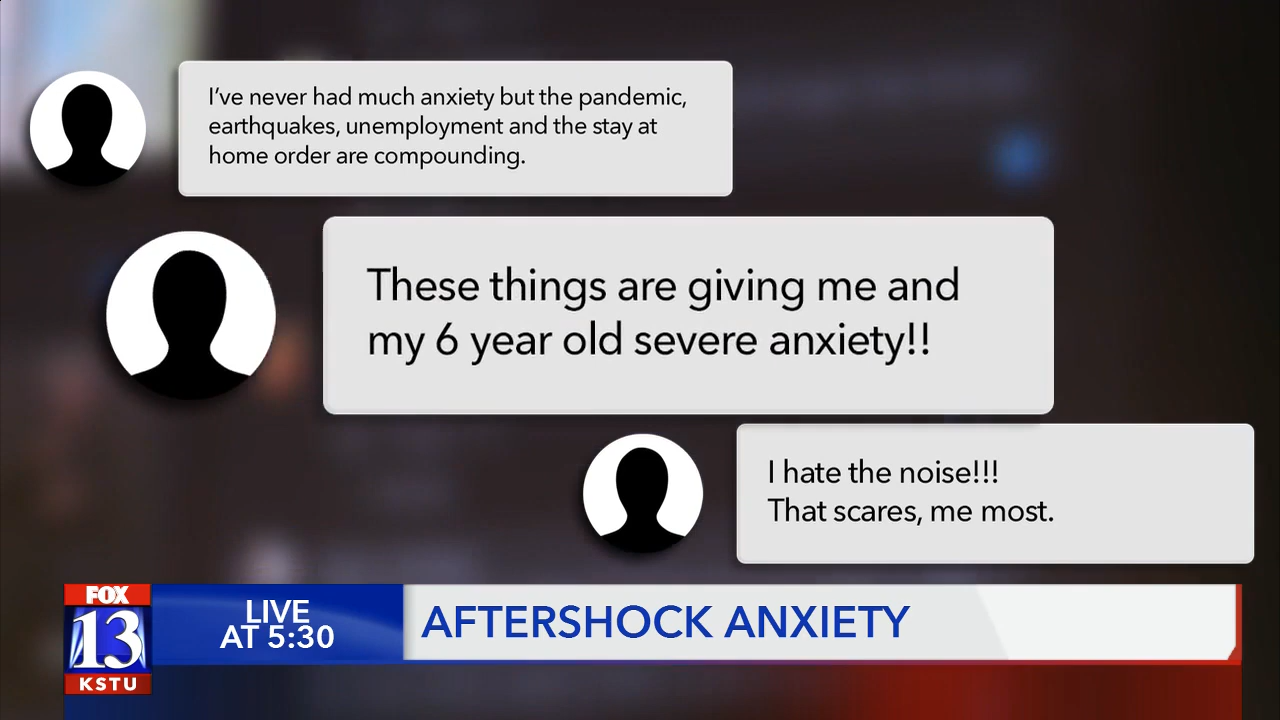 I've never had much anxiety but the pandemic,
earthquakes, unemployment and the stay at
home order are compounding.
These things are giving me and
my 6 year old severe anxiety!!
I hate the noise!!!
That scares, me most.
FOX
13
KSTU
LIVE
AT 5:30
AFTERSHOCK ANXIETY